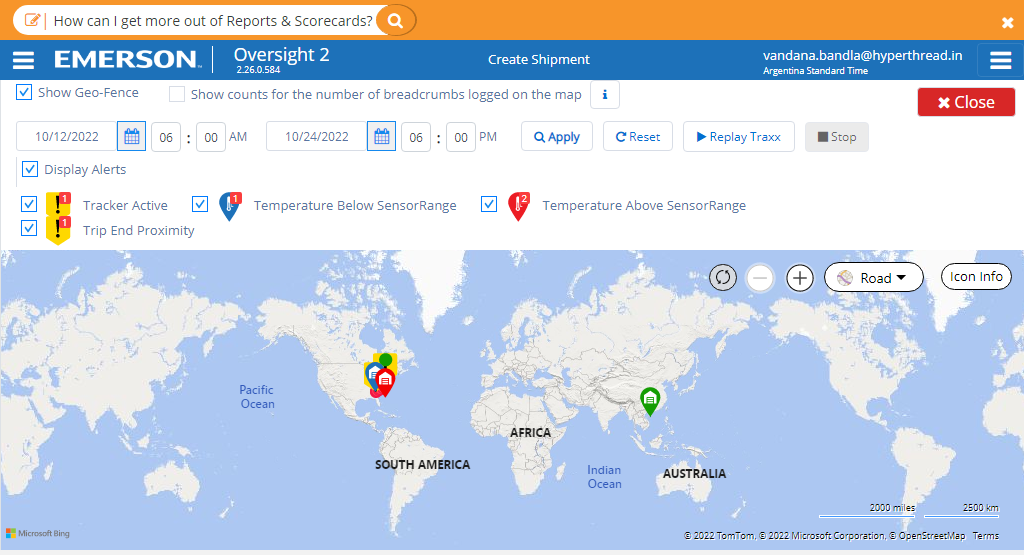 How can I get more out of Reports & Scorecards?
EMERSON
Oversight 2
2.26.0.584
Create Shipment
vandana.bandla@hyperthread.in
Argentina Standard Time
Show Geo-Fence
Show counts for the number of breadcrumbs logged on the map
i
Close
10/12/2022
06 : 00 AM
10/24/2022
06 : 00 PM
Apply
Reset
Replay Traxx
Stop
Display Alerts
1
Tracker Active
1
Temperature Below SensorRange
2
Temperature Above SensorRange
1
Trip End Proximity
Road
Icon Info
Pacific
Ocean
AFRICA
SOUTH AMERICA
Indian
Ocean
AUSTRALIA
2000 miles
2500 km
Microsoft Bing
© 2022 TomTom, © 2022 Microsoft Corporation, © OpenStreetMap Terms